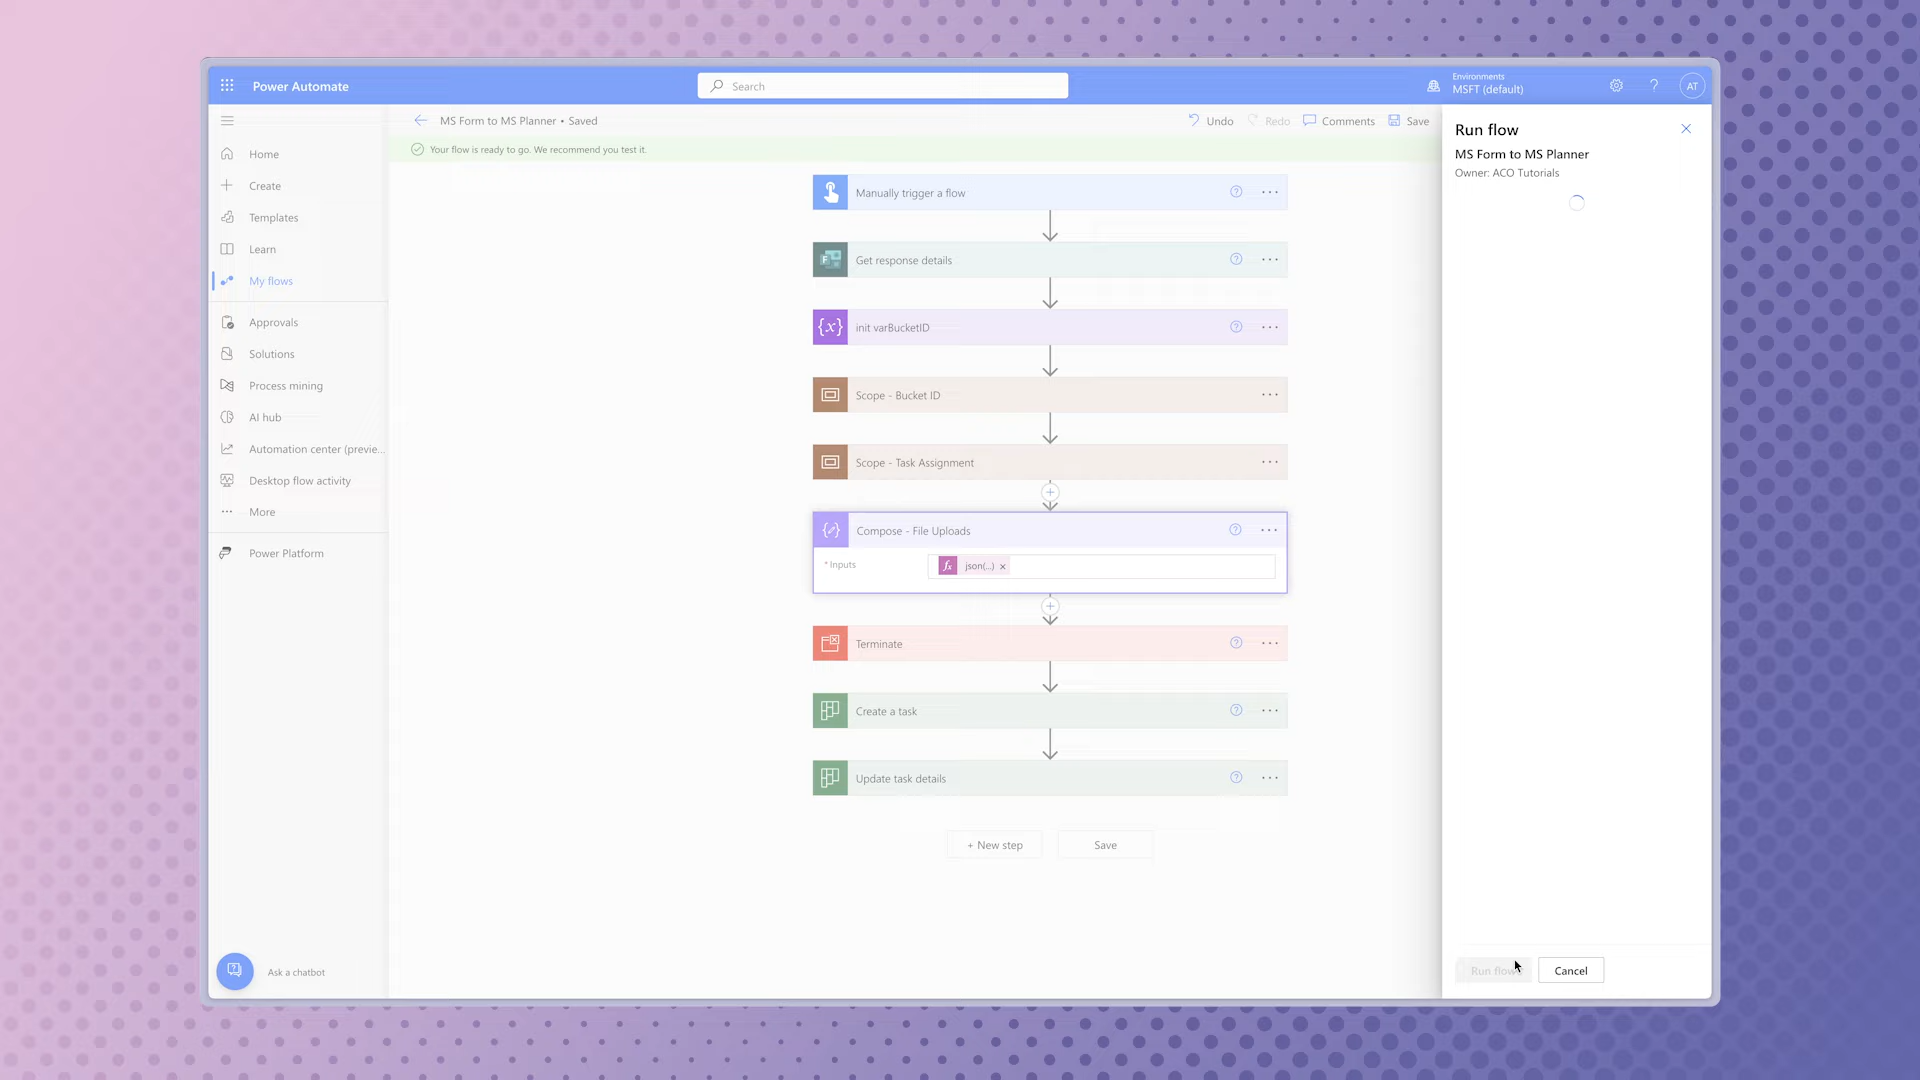 Power Automate
Search
Environments
MSFT (default)
AT
MS Form to MS Planner • Saved
Undo
Redo
Comments
Save
Your flow is ready to go. We recommend you test it.
Home
Create
Templates
Learn
My flows
Approvals
Solutions
Process mining
AI hub
Automation center (previe...
Desktop flow activity
More
Power Platform
Ask a chatbot
Manually trigger a flow
Get response details
init varBucketID
Scope - Bucket ID
Scope - Task Assignment
Compose - File Uploads
* Inputs
fx json(...) ×
Terminate
Create a task
Update task details
+ New step
Save
Run flow
MS Form to MS Planner
Owner: ACO Tutorials
Run flow
Cancel